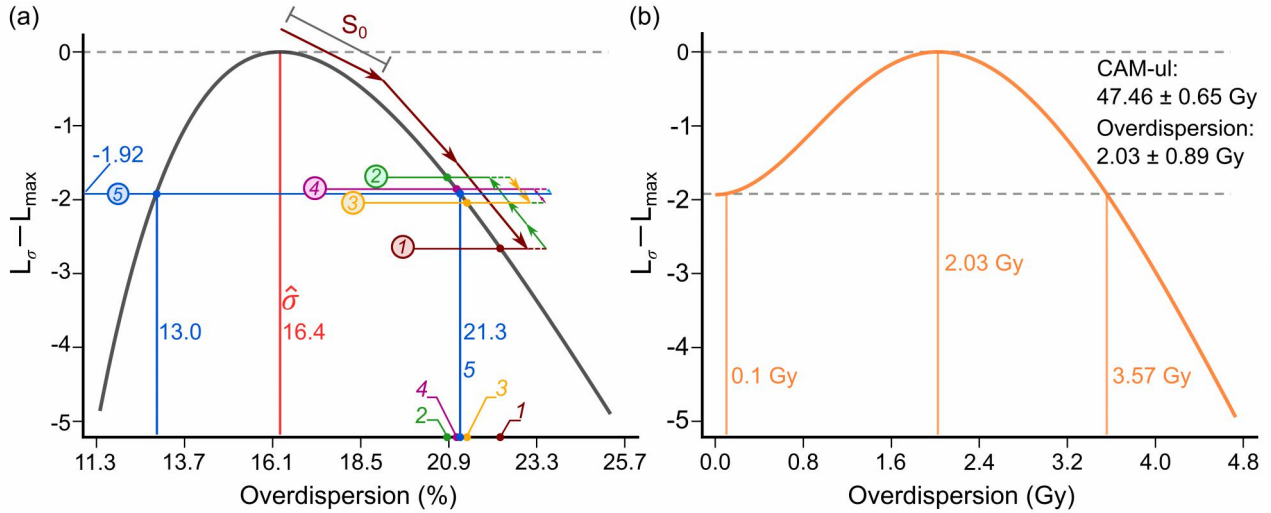 (a)
S₀
0
-1
-1.92
-2
-3
-4
-5
L_σ − L_max
5
4
2
3
1
σ̂
13.0
16.4
21.3
5
4
3
2
1
11.3 13.7 16.1 18.5 20.9 23.3 25.7
Overdispersion (%)
(b)
0
-1
-2
-3
-4
-5
L_σ − L_max
CAM-ul:
47.46 ± 0.65 Gy
Overdispersion:
2.03 ± 0.89 Gy
2.03 Gy
0.1 Gy
3.57 Gy
0.0 0.8 1.6 2.4 3.2 4.0 4.8
Overdispersion (Gy)